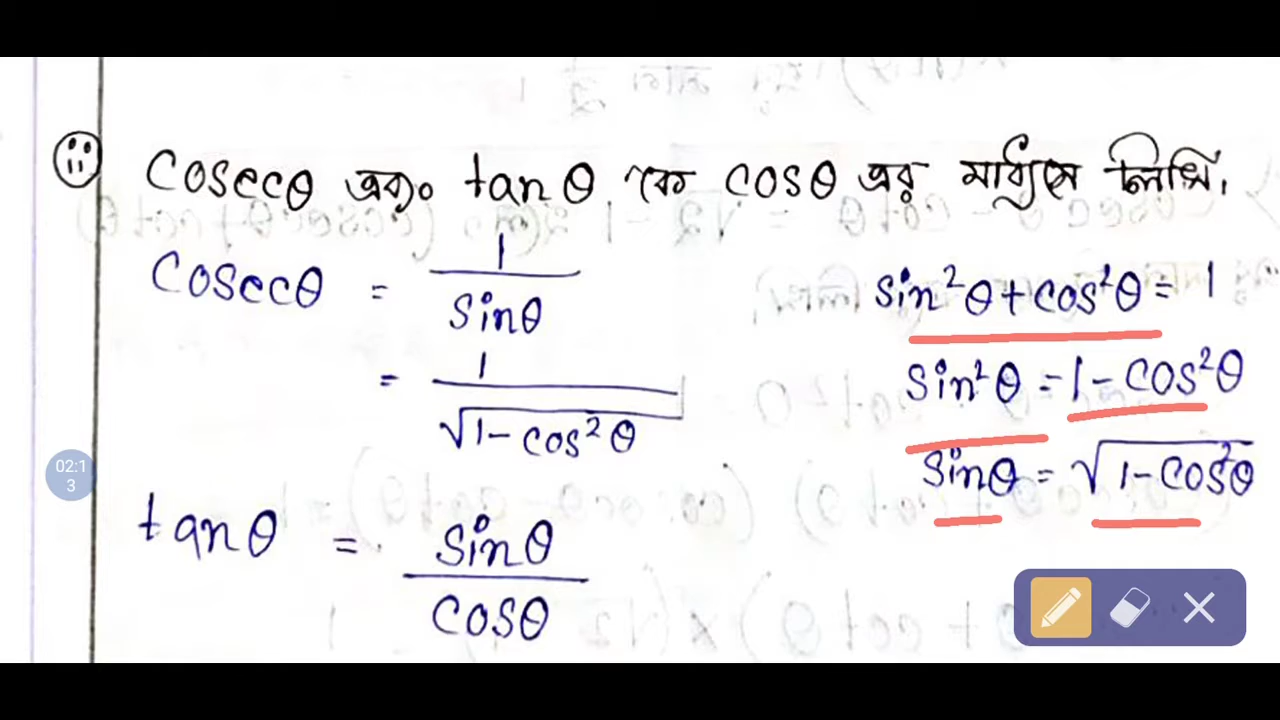 cosecθ এবং tanθ কে cosθ এর মাধ্যমে লিখি।
cosecθ = 1/sinθ
= 1/√(1-cos²θ)
tanθ = sinθ/cosθ
sin²θ + cos²θ = 1
sin²θ = 1 - cos²θ
sinθ = √(1-cos²θ)
02:13